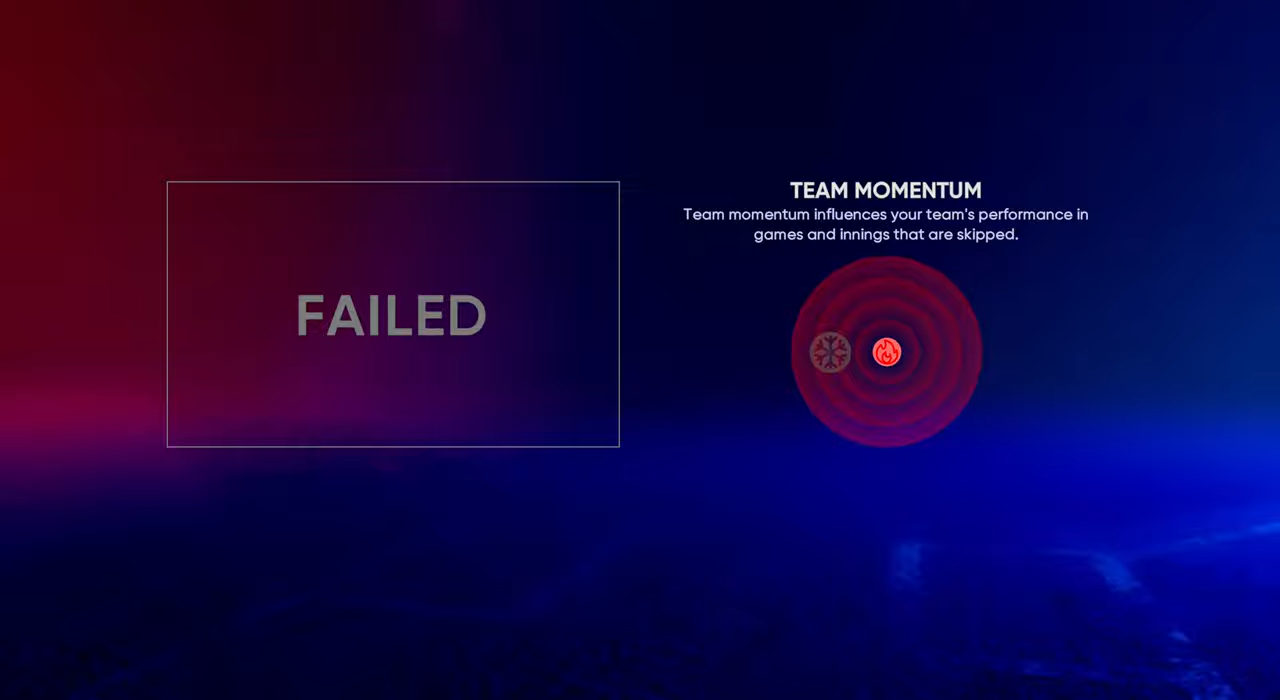 FAILED
TEAM MOMENTUM
Team momentum influences your team's performance in
games and innings that are skipped.